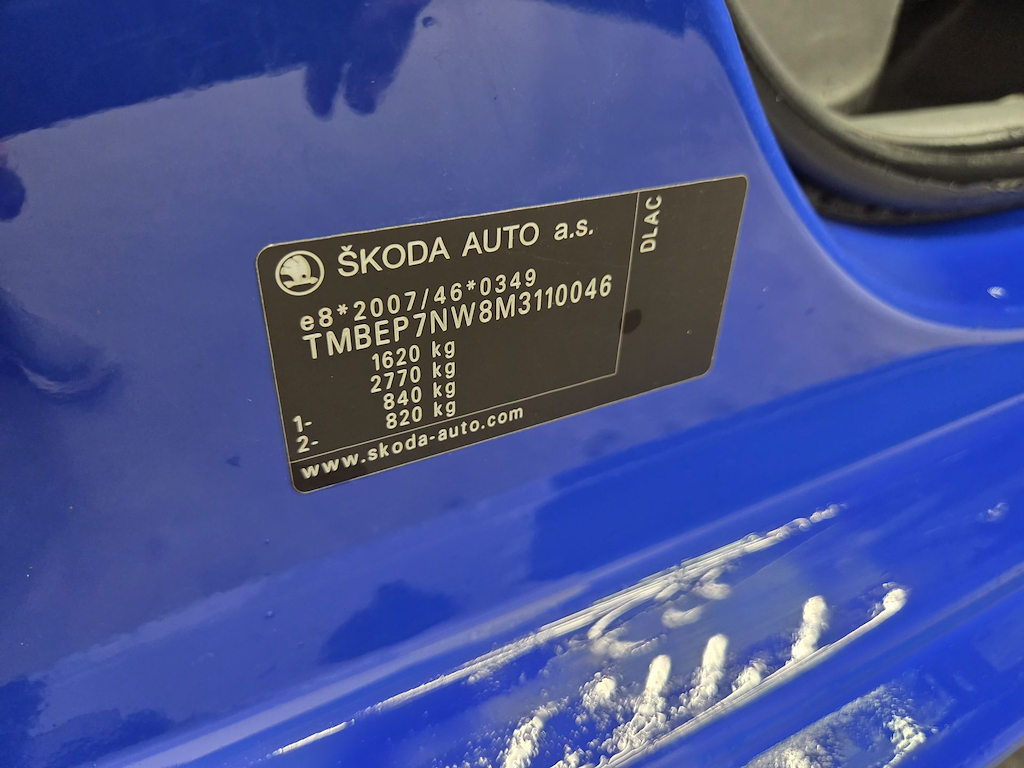 ŠKODA AUTO a.s.
DLAC
e8*2007/46*0349
TMBEP7NW8M3110046
1620 kg
2770 kg
1- 840 kg
2- 820 kg
www.skoda-auto.com